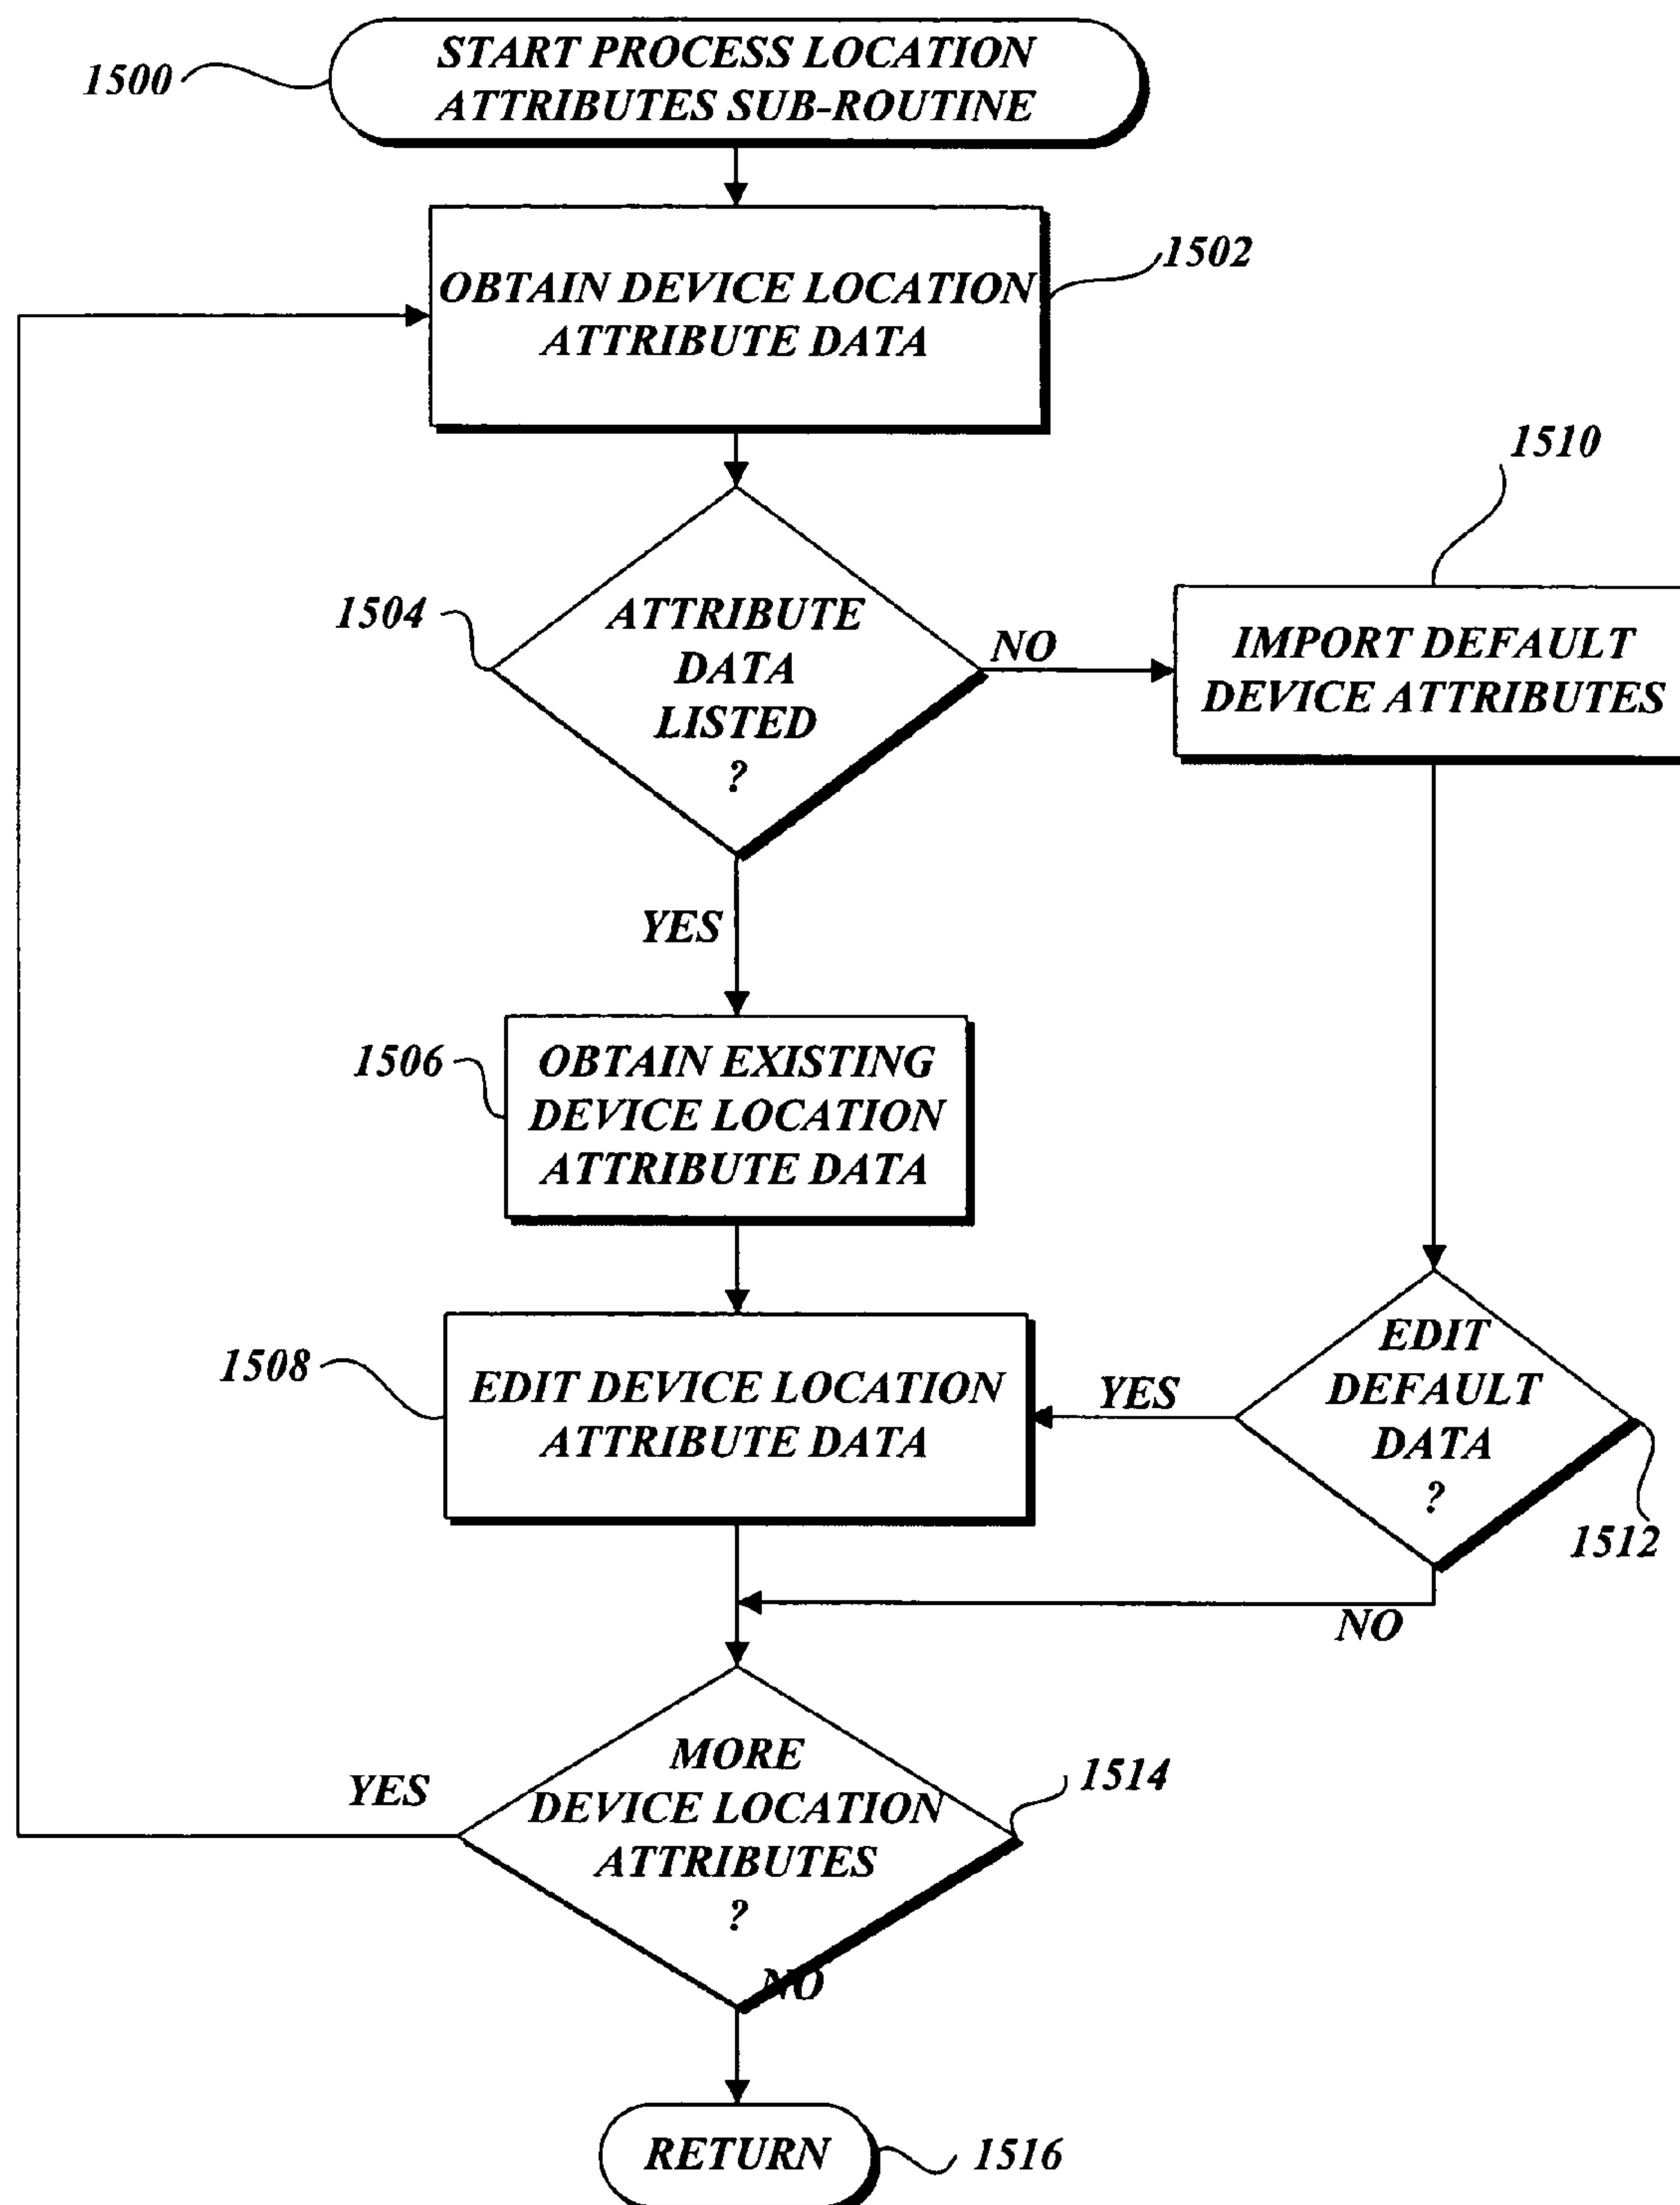 START PROCESS LOCATION
ATTRIBUTES SUB-ROUTINE
1500
OBTAIN DEVICE LOCATION
ATTRIBUTE DATA
1502
1504
ATTRIBUTE
DATA
LISTED
?
NO
1510
IMPORT DEFAULT
DEVICE ATTRIBUTES
YES
1506
OBTAIN EXISTING
DEVICE LOCATION
ATTRIBUTE DATA
1508
EDIT DEVICE LOCATION
ATTRIBUTE DATA
YES
EDIT
DEFAULT
DATA
?
1512
NO
MORE
DEVICE LOCATION
ATTRIBUTES
?
1514
YES
NO
RETURN
1516